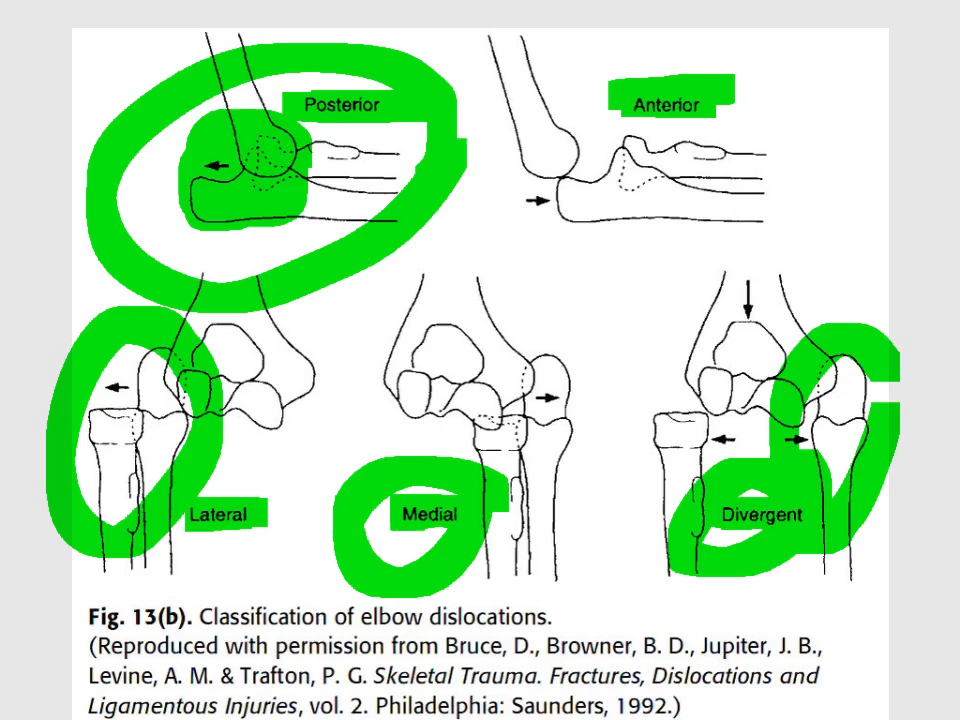 Posterior
Anterior
Lateral
Medial
Divergent
Fig. 13(b). Classification of elbow dislocations.
(Reproduced with permission from Bruce, D., Browner, B. D., Jupiter, J. B.,
Levine, A. M. & Trafton, P. G. Skeletal Trauma. Fractures, Dislocations and
Ligamentous Injuries, vol. 2. Philadelphia: Saunders, 1992.)